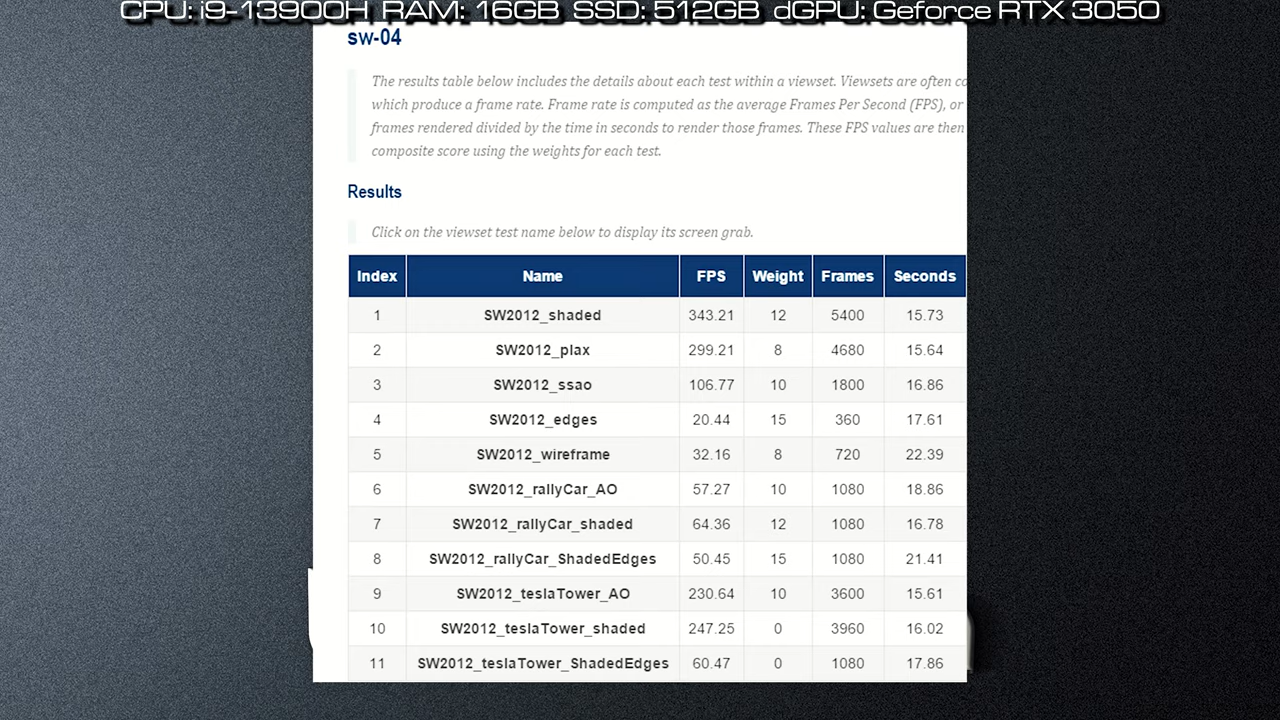 CPU: i9-13900H RAM: 16GB SSD: 512GB dGPU: Geforce RTX 3050
sw-04
The results table below includes the details about each test within a viewset. Viewsets are often co
which produce a frame rate. Frame rate is computed as the average Frames Per Second (FPS), or
frames rendered divided by the time in seconds to render those frames. These FPS values are then
composite score using the weights for each test.
Results
Click on the viewset test name below to display its screen grab.
Index Name FPS Weight Frames Seconds
1 SW2012_shaded 343.21 12 5400 15.73
2 SW2012_plax 299.21 8 4680 15.64
3 SW2012_ssao 106.77 10 1800 16.86
4 SW2012_edges 20.44 15 360 17.61
5 SW2012_wireframe 32.16 8 720 22.39
6 SW2012_rallyCar_AO 57.27 10 1080 18.86
7 SW2012_rallyCar_shaded 64.36 12 1080 16.78
8 SW2012_rallyCar_ShadedEdges 50.45 15 1080 21.41
9 SW2012_teslaTower_AO 230.64 10 3600 15.61
10 SW2012_teslaTower_shaded 247.25 0 3960 16.02
11 SW2012_teslaTower_ShadedEdges 60.47 0 1080 17.86